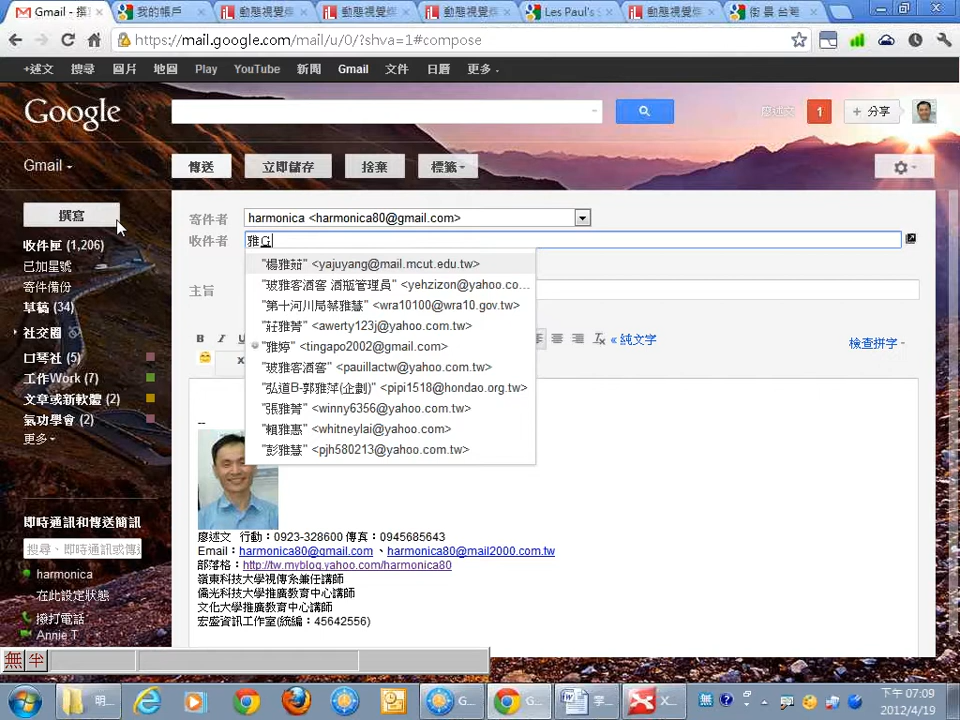 Gmail - 撰
我的帳戶
動態視覺
動態視覺
動態視覺
Les Paul's
動態視覺
街景台灣
https://mail.google.com/mail/u/0/?shva=1#compose
+述文 搜尋 圖片 地圖 Play YouTube 新聞 Gmail 文件 日曆 更多
Google
廖述文 1 + 分享
Gmail
傳送 立即儲存 捨棄 標籤
撰寫
寄件者 harmonica <harmonica80@gmail.com>
收件者 雅G
"楊雅茹" <yajuyang@mail.mcut.edu.tw>
"玻雅客酒窖 酒瓶管理員" <yehzizon@yahoo.co...
"第十河川局蔡雅慧" <wra10100@wra10.gov.tw>
"莊雅菁" <awerty123j@yahoo.com.tw>
"雅婷" <tingapo2002@gmail.com>
"玻雅客酒窖" <pauillactw@yahoo.com.tw>
"弘道B-郭雅萍(企劃)" <pipi1518@hondao.org.tw>
"張雅菁" <winny6356@yahoo.com.tw>
"賴雅惠" <whitneylai@yahoo.com>
"彭雅慧" <pjh580213@yahoo.com.tw>
主旨
B I U
« 純文字
檢查拼字
收件匣 (1,206)
已加星號
寄件備份
草稿 (34)
社交圈
口琴社 (5)
工作Work (7)
文章或新軟體 (2)
氣功學會 (2)
更多
即時通訊和傳送簡訊
搜尋、即時通訊或傳
harmonica
在此設定狀態
撥打電話
Annie T
--
廖述文 行動：0923-328600 傳真：0945685643
Email：harmonica80@gmail.com 、harmonica80@mail2000.com.tw
部落格：http://tw.myblog.yahoo.com/harmonica80
嶺東科技大學視傳系兼任講師
僑光科技大學推廣教育中心講師
文化大學推廣教育中心講師
宏盛資訊工作室(統編：45642556)
無 半
明... G... G... 掌... X... 無
下午 07:09
2012/4/19